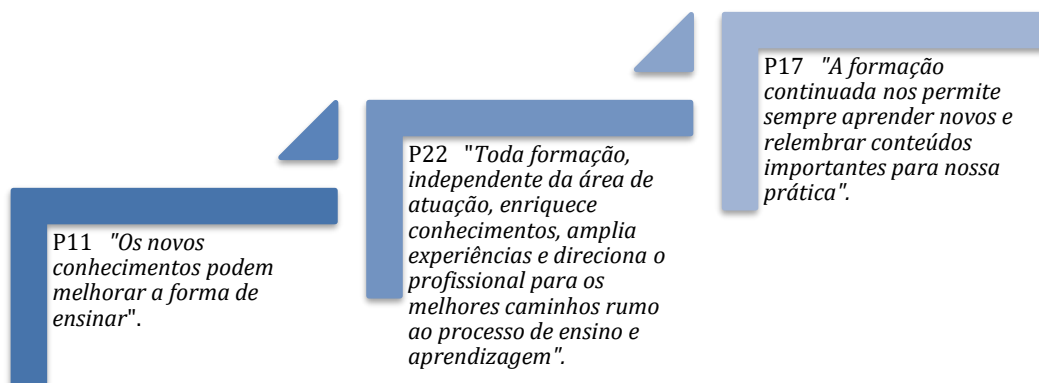 P11 "Os novos
conhecimentos podem
melhorar a forma de
ensinar".
P22 "Toda formação,
independente da área de
atuação, enriquece
conhecimentos, amplia
experiências e direciona o
profissional para os
melhores caminhos rumo
ao processo de ensino e
aprendizagem".
P17 "A formação
continuada nos permite
sempre aprender novos e
relembrar conteúdos
importantes para nossa
prática".